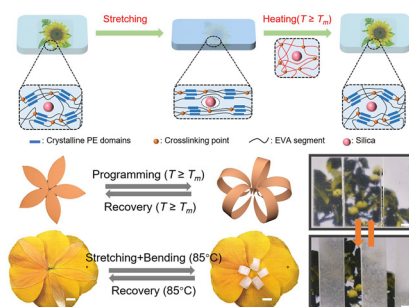 Stretching
Heating(T ≥ Tm)
: Crystalline PE domains
: Crosslinking point
: EVA segment
: Silica
Programming (T ≥ Tm)
Recovery (T ≥ Tm)
Stretching+Bending (85°C)
Recovery (85°C)